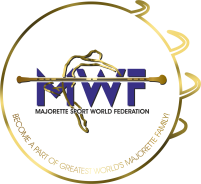 MWF
MAJORETTE SPORT WORLD FEDERATION
BECOME A PART OF GREATEST WORLD'S MAJORETTE FAMILY!